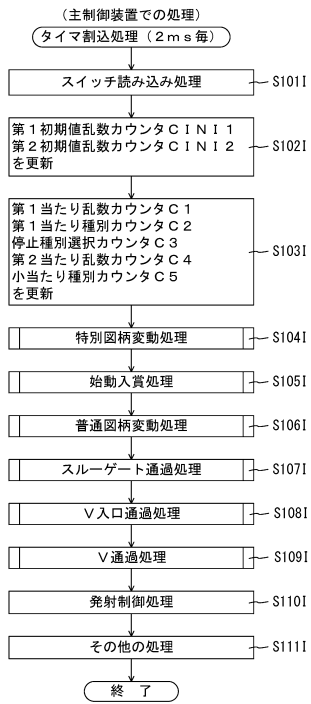 （主制御装置での処理）
タイマ割込処理（２ｍｓ毎）
スイッチ読み込み処理 S101I
第１初期値乱数カウンタＣＩＮＩ１
第２初期値乱数カウンタＣＩＮＩ２ S102I
を更新
第１当たり乱数カウンタＣ１
第１当たり種別カウンタＣ２
停止種別選択カウンタＣ３ S103I
第２当たり乱数カウンタＣ４
小当たり種別カウンタＣ５
を更新
特別図柄変動処理 S104I
始動入賞処理 S105I
普通図柄変動処理 S106I
スルーゲート通過処理 S107I
Ｖ入口通過処理 S108I
Ｖ通過処理 S109I
発射制御処理 S110I
その他の処理 S111I
終　了